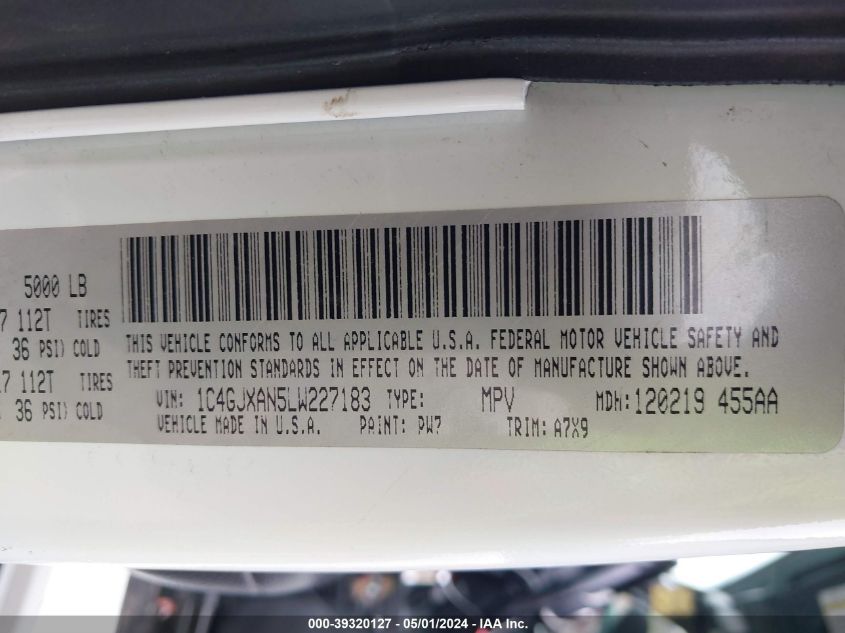 5000 LB
7 112T TIRES
36 PSI) COLD
7 112T TIRES
36 PSI) COLD
THIS VEHICLE CONFORMS TO ALL APPLICABLE U.S.A. FEDERAL MOTOR VEHICLE SAFETY AND
THEFT PREVENTION STANDARDS IN EFFECT ON THE DATE OF MANUFACTURE SHOWN ABOVE.
VIN: 1C4GJXAN5LW227183 TYPE: MPV MDH: 120219 455AA
VEHICLE MADE IN U.S.A. PAINT: PW7 TRIM: A7X9
000-39320127 - 05/01/2024 - IAA Inc.